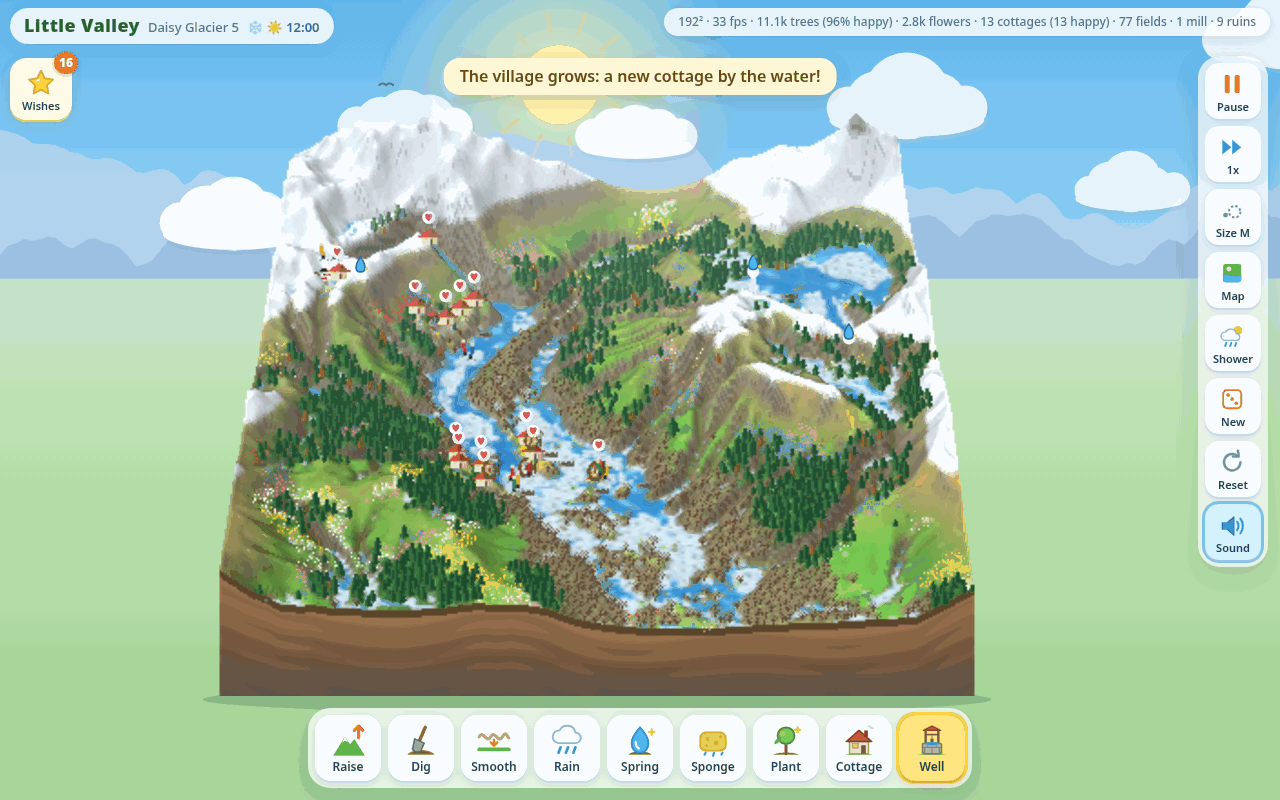 Little Valley Daisy Glacier 5 12:00
192² · 33 fps · 11.1k trees (96% happy) · 2.8k flowers · 13 cottages (13 happy) · 77 fields · 1 mill · 9 ruins
16
Wishes
The village grows: a new cottage by the water!
Pause
1x
Size M
Map
Shower
New
Reset
Sound
Raise
Dig
Smooth
Rain
Spring
Sponge
Plant
Cottage
Well